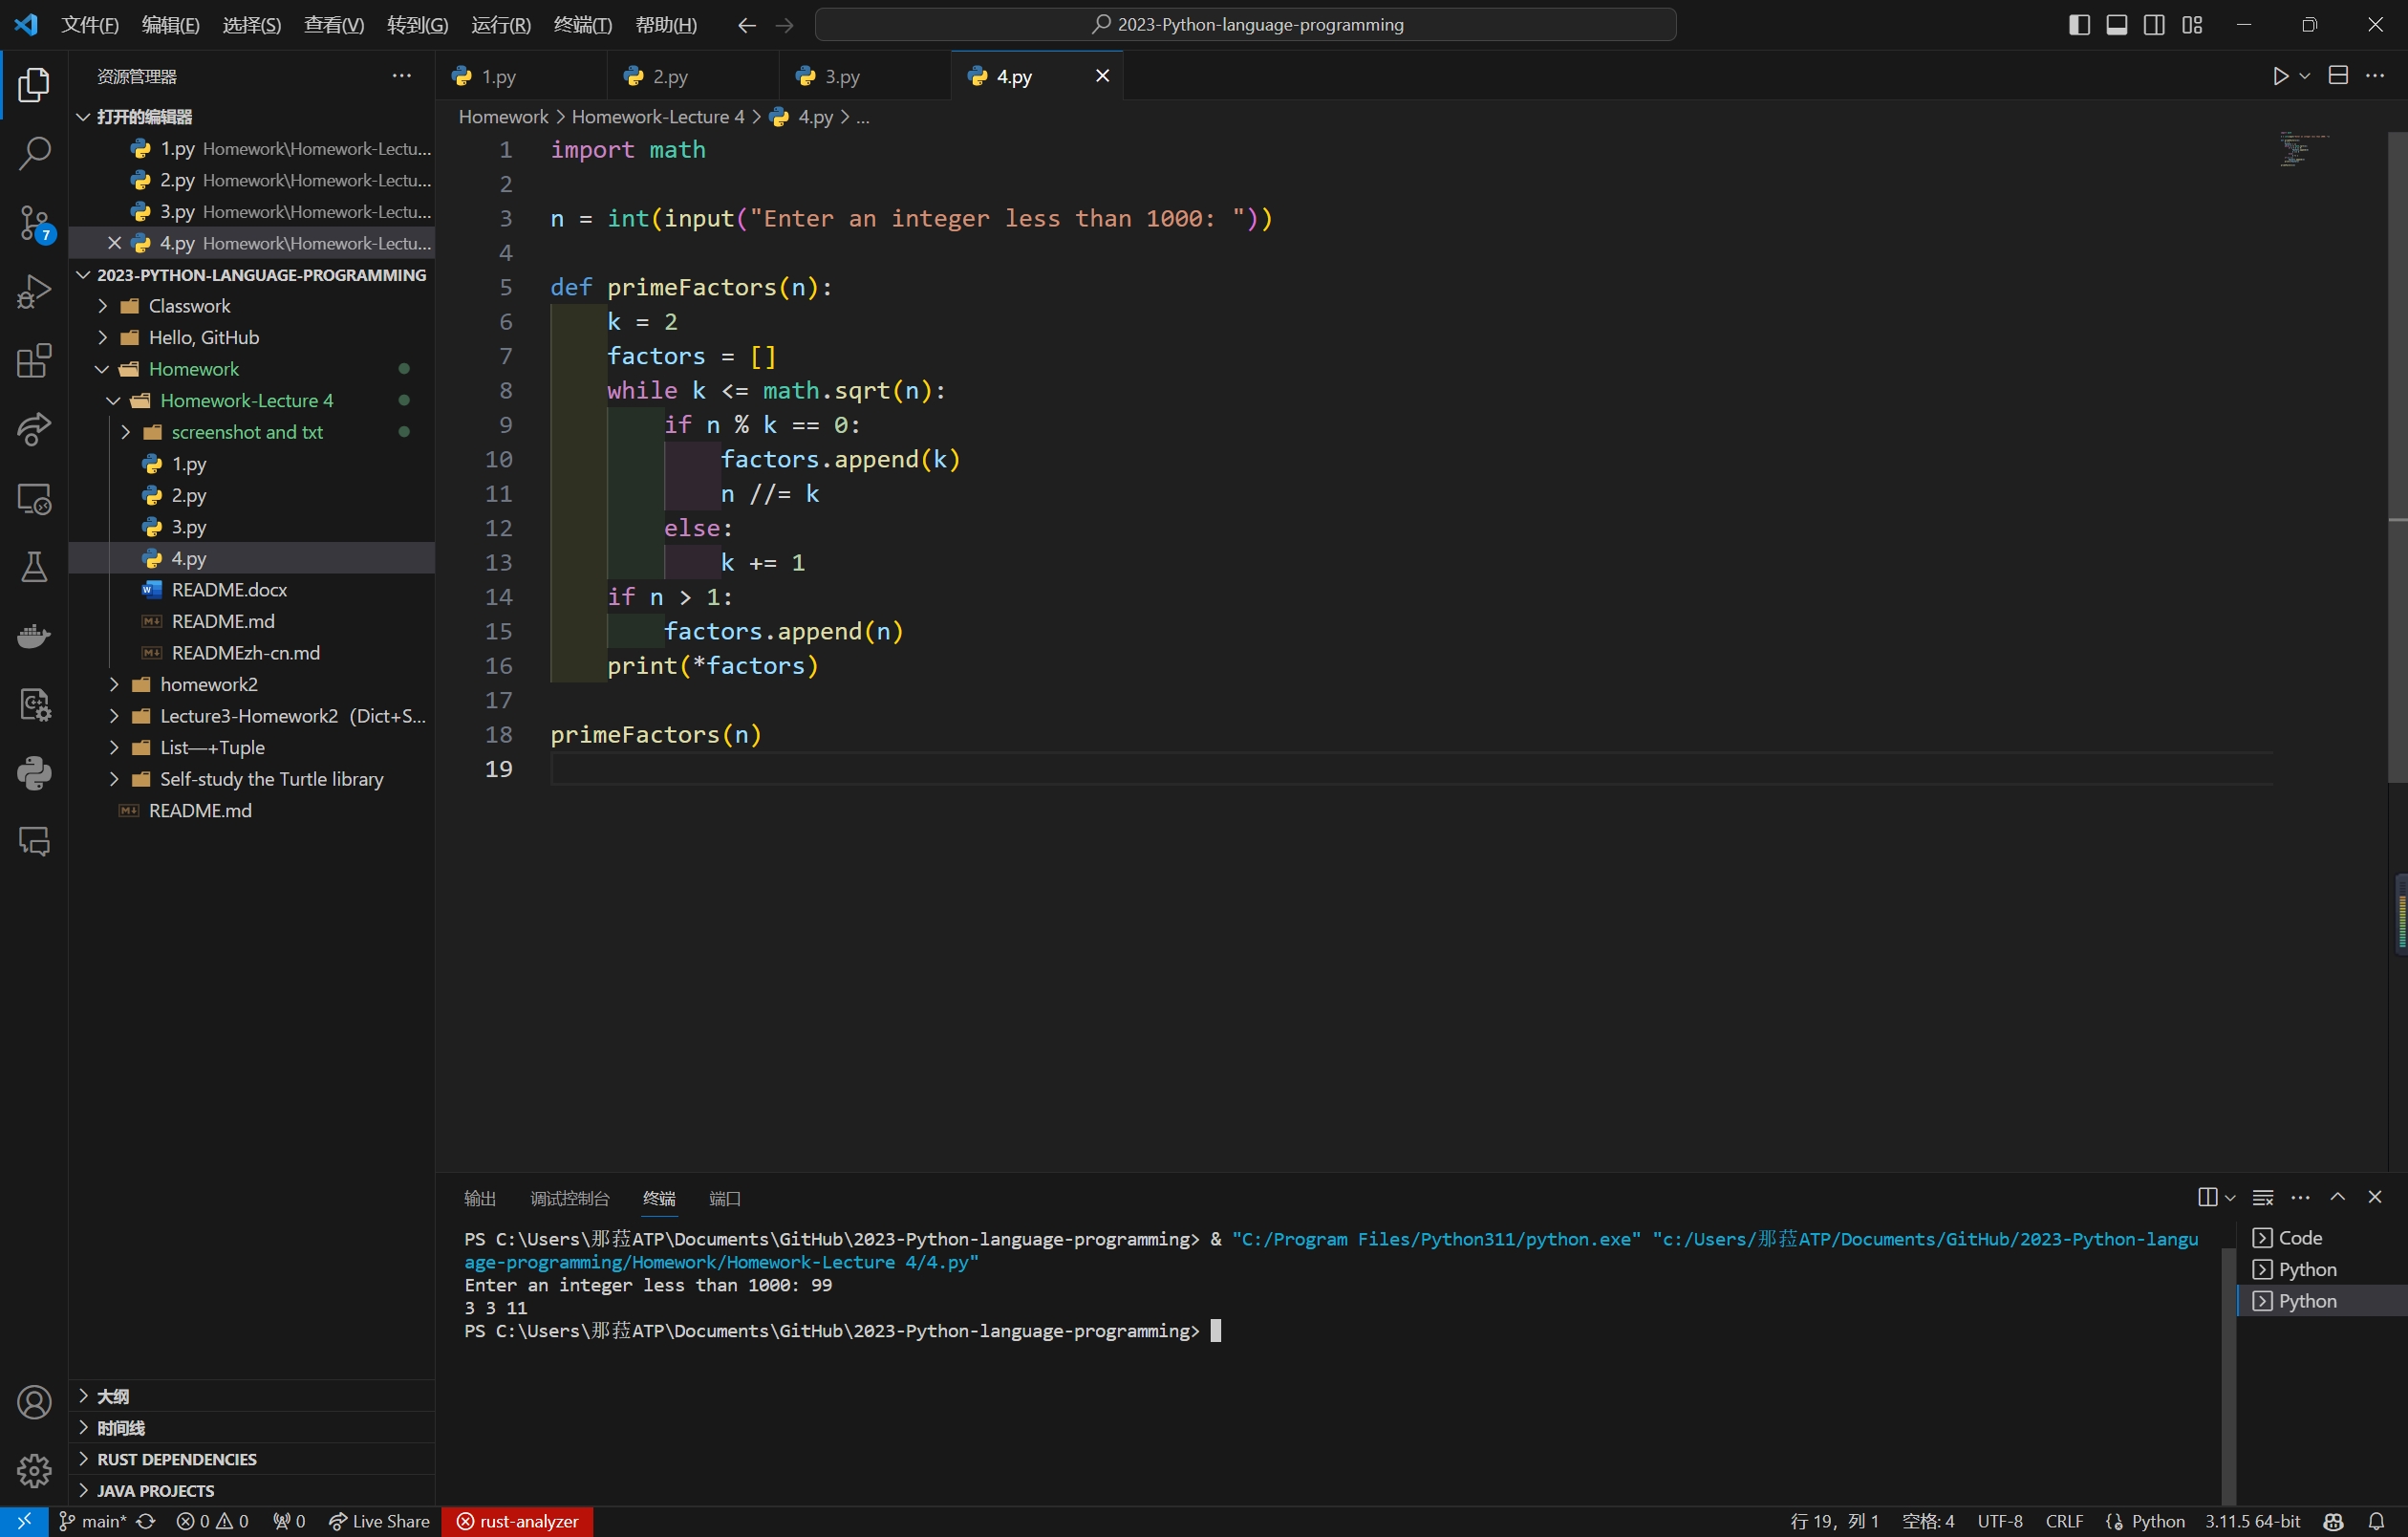 文件(F) 编辑(E) 选择(S) 查看(V) 转到(G) 运行(R) 终端(T) 帮助(H) 2023-Python-language-programming
资源管理器
打开的编辑器
1.py Homework\Homework-Lectu...
2.py Homework\Homework-Lectu...
3.py Homework\Homework-Lectu...
4.py Homework\Homework-Lectu...
7
2023-PYTHON-LANGUAGE-PROGRAMMING
Classwork
Hello, GitHub
Homework
Homework-Lecture 4
screenshot and txt
1.py
2.py
3.py
4.py
README.docx
README.md
READMEzh-cn.md
homework2
Lecture3-Homework2（Dict+S...
List—+Tuple
Self-study the Turtle library
README.md
大纲
时间线
RUST DEPENDENCIES
JAVA PROJECTS
1.py 2.py 3.py 4.py
Homework > Homework-Lecture 4 > 4.py > ...
1 import math
2
3 n = int(input("Enter an integer less than 1000: "))
4
5 def primeFactors(n):
6 k = 2
7 factors = []
8 while k <= math.sqrt(n):
9 if n % k == 0:
10 factors.append(k)
11 n //= k
12 else:
13 k += 1
14 if n > 1:
15 factors.append(n)
16 print(*factors)
17
18 primeFactors(n)
19
输出 调试控制台 终端 端口
PS C:\Users\那菈ATP\Documents\GitHub\2023-Python-language-programming> & "C:/Program Files/Python311/python.exe" "c:/Users/那菈ATP/Documents/GitHub/2023-Python-langu
age-programming/Homework/Homework-Lecture 4/4.py"
Enter an integer less than 1000: 99
3 3 11
PS C:\Users\那菈ATP\Documents\GitHub\2023-Python-language-programming>
Code
Python
Python
main* 0 0 0 Live Share rust-analyzer 行 19，列 1 空格: 4 UTF-8 CRLF Python 3.11.5 64-bit